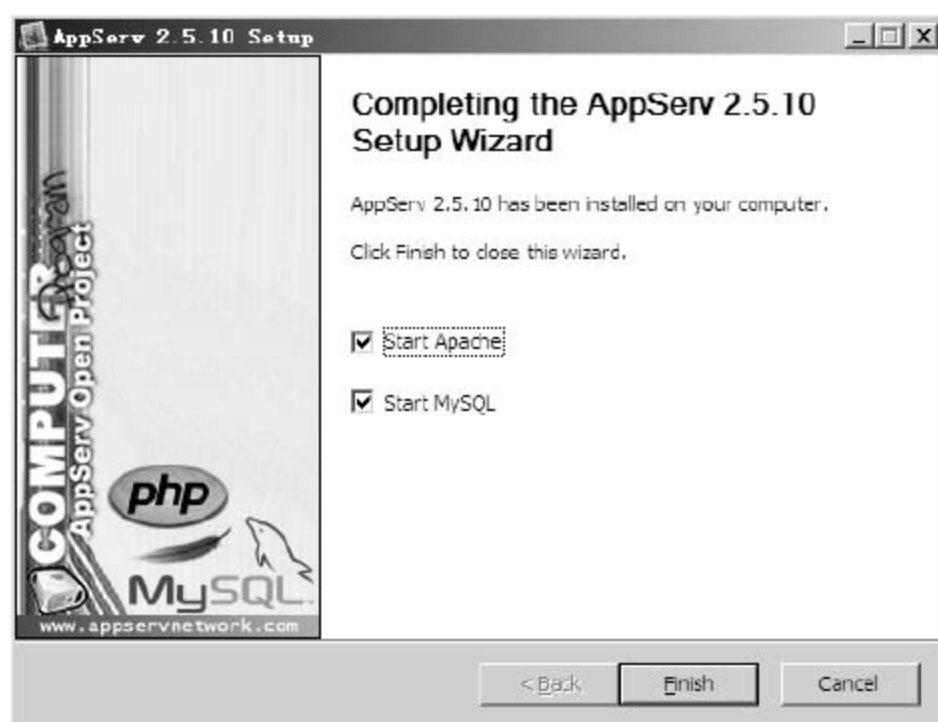 AppServ 2.5.10 Setup
Completing the AppServ 2.5.10
Setup Wizard
AppServ 2.5.10 has been installed on your computer.
Click Finish to close this wizard.
Start Apache
Start MySQL
COMPUTER
Program
AppServ Open Project
php
MySQL
www.appservnetwork.com
< Back
Finish
Cancel